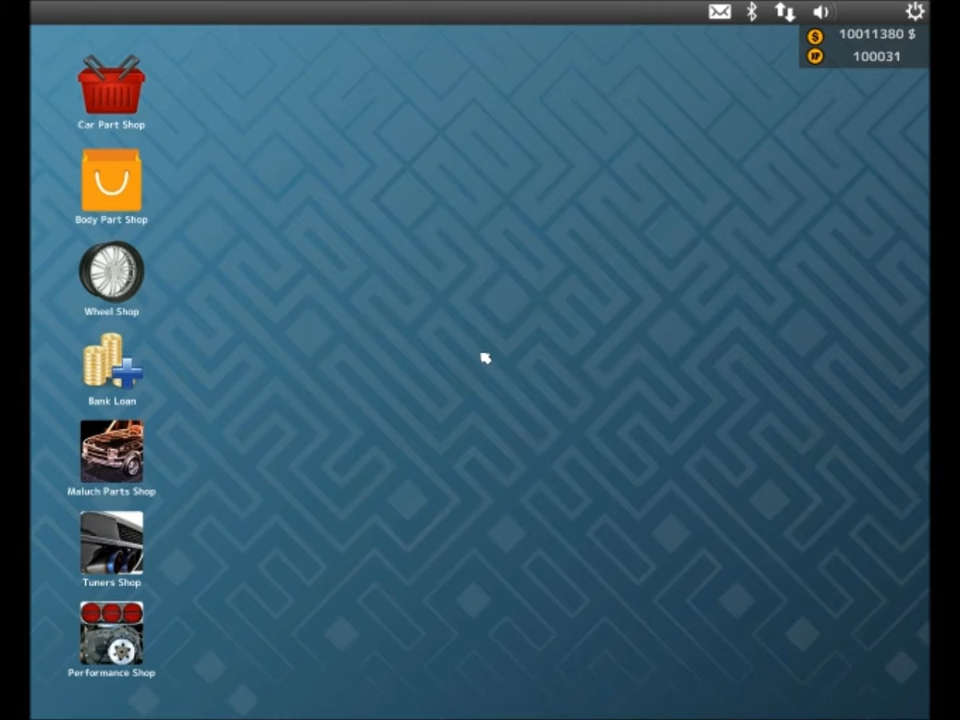 10011380 $
100031
Car Part Shop
Body Part Shop
Wheel Shop
Bank Loan
Maluch Parts Shop
Tuners Shop
Performance Shop